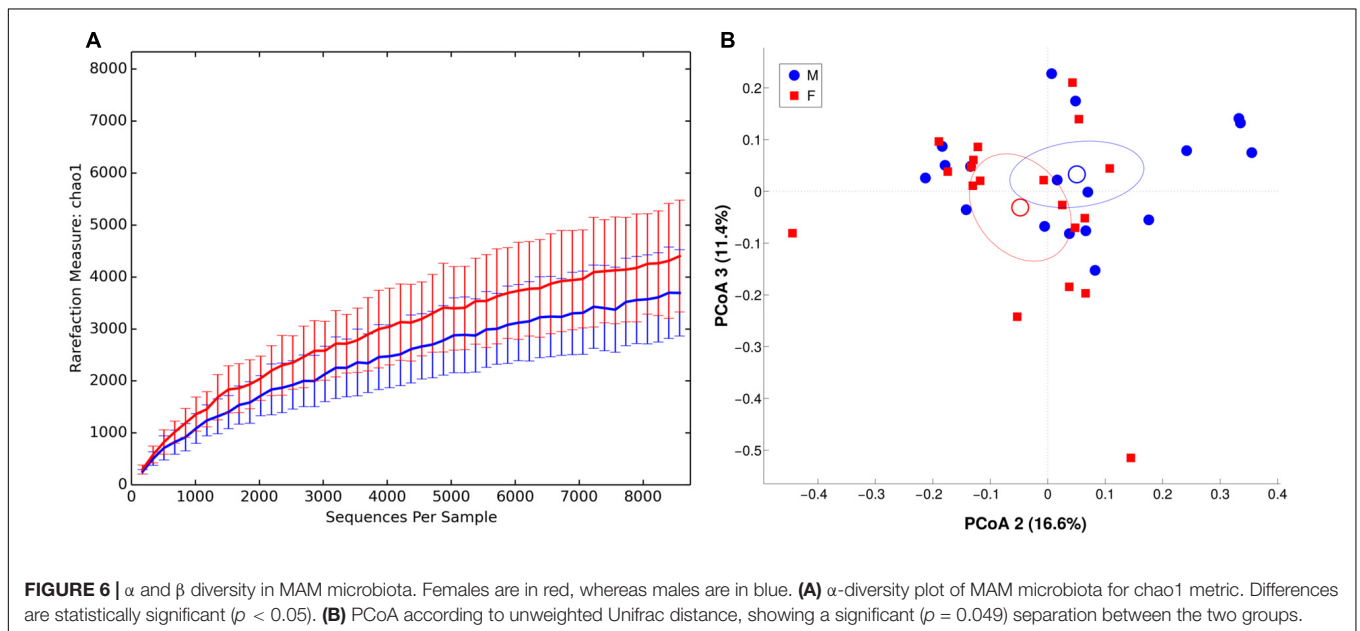 A
8000
7000
6000
5000
4000
3000
2000
1000
0
Rarefaction Measure: chao1
0 1000 2000 3000 4000 5000 6000 7000 8000
Sequences Per Sample
B
M
F
0.2
0.1
0
−0.1
−0.2
−0.3
−0.4
−0.5
PCoA 3 (11.4%)
−0.4 −0.3 −0.2 −0.1 0 0.1 0.2 0.3 0.4
PCoA 2 (16.6%)
FIGURE 6 | α and β diversity in MAM microbiota. Females are in red, whereas males are in blue. (A) α-diversity plot of MAM microbiota for chao1 metric. Differences
are statistically significant (p < 0.05). (B) PCoA according to unweighted Unifrac distance, showing a significant (p = 0.049) separation between the two groups.